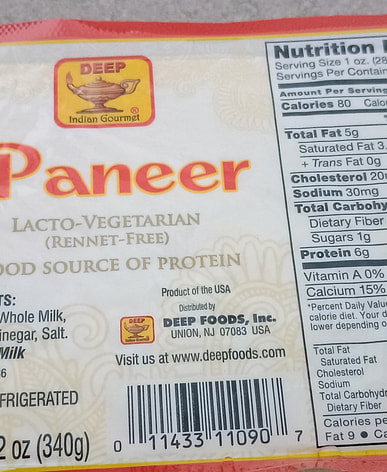 DEEP
Indian Gourmet
Paneer
LACTO-VEGETARIAN
(RENNET-FREE)
OOD SOURCE OF PROTEIN
TS:
Whole Milk,
inegar, Salt.
Milk
FRIGERATED
2 oz (340g)
Product of the USA
Distributed by
DEEP
DEEP FOODS, Inc.
UNION, NJ 07083 USA
Visit us at www.deepfoods.com
0 11433 11090 7
Nutrition
Serving Size 1 oz. (28
Servings Per Contain
Amount Per Serving
Calories 80 Calo
Total Fat 5g
Saturated Fat 3.
+ Trans Fat 0g
Cholesterol 20m
Sodium 30mg
Total Carbohy
Dietary Fiber
Sugars 1g
Protein 6g
Vitamin A 0%
Calcium 15%
*Percent Daily Valu
calorie diet. Your d
lower depending o
Total Fat
Saturated Fat
Cholesterol
Sodium
Total Carbohydr
Dietary Fiber
Calories pe
Fat 9 • Ca